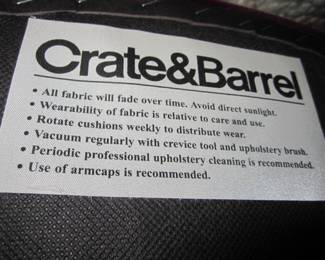 Crate&Barrel
• All fabric will fade over time. Avoid direct sunlight.
• Wearability of fabric is relative to care and use.
• Rotate cushions weekly to distribute wear.
• Vacuum regularly with crevice tool and upholstery brush.
• Periodic professional upholstery cleaning is recommended.
• Use of armcaps is recommended.